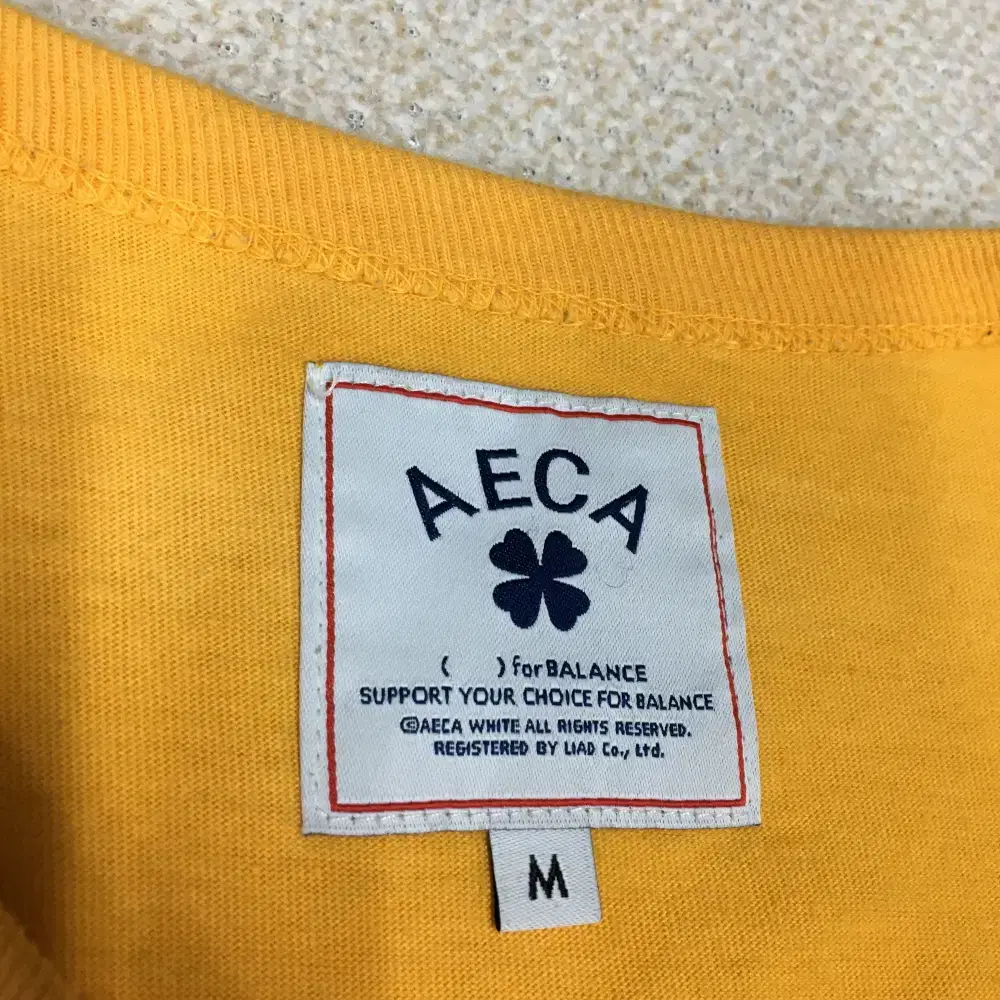 AECA
( ) for BALANCE
SUPPORT YOUR CHOICE FOR BALANCE
©AECA WHITE ALL RIGHTS RESERVED.
REGISTERED BY LIAD Co., Ltd.
M